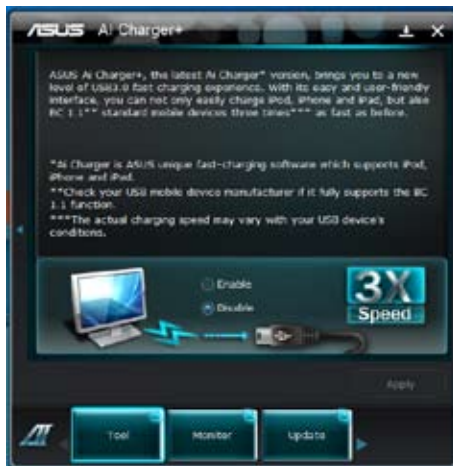 ASUS Ai Charger+
ASUS Ai Charger+, the latest Ai Charger* version, brings you to a new
level of USB3.0 fast charging experience. With its easy and user-friendly
interface, you can not only easily charge iPod, iPhone and iPad, but also
BC 1.1** standard mobile devices three times*** as fast as before.
*Ai Charger is ASUS unique fast-charging software which supports iPod,
iPhone and iPad.
**Check your USB mobile device manufacturer if it fully supports the BC
1.1 function.
***The actual charging speed may vary with your USB device's
conditions.
Enable
Disable
3X
Speed
Apply
Tool
Monitor
Update